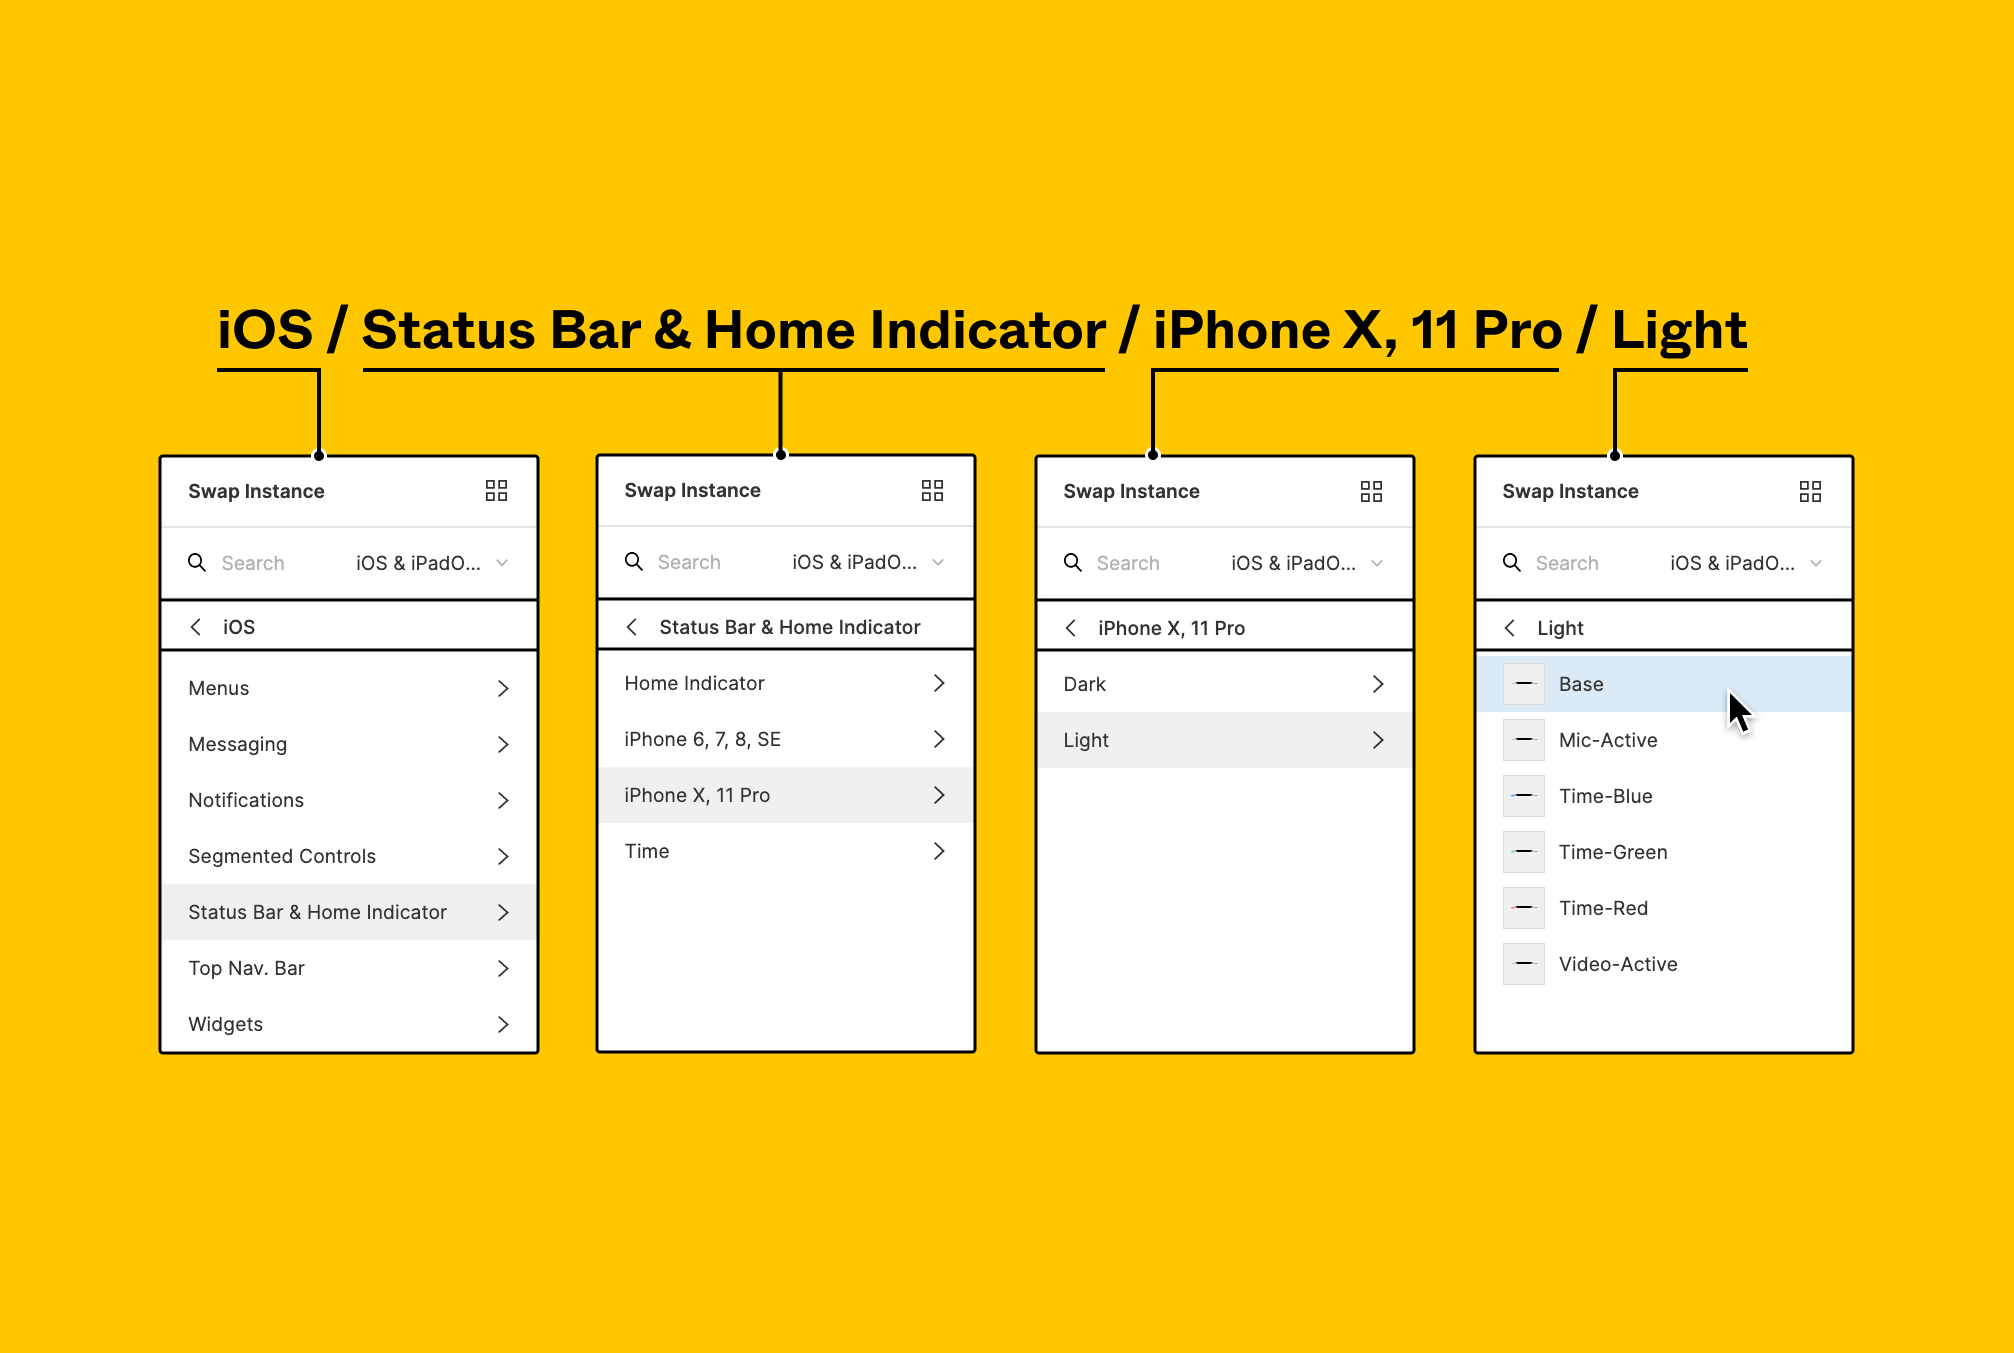 iOS / Status Bar & Home Indicator / iPhone X, 11 Pro / Light
Swap Instance
Search iOS & iPadO...
iOS
Menus
Messaging
Notifications
Segmented Controls
Status Bar & Home Indicator
Top Nav. Bar
Widgets
Swap Instance
Search iOS & iPadO...
Status Bar & Home Indicator
Home Indicator
iPhone 6, 7, 8, SE
iPhone X, 11 Pro
Time
Swap Instance
Search iOS & iPadO...
iPhone X, 11 Pro
Dark
Light
Swap Instance
Search iOS & iPadO...
Light
Base
Mic-Active
Time-Blue
Time-Green
Time-Red
Video-Active